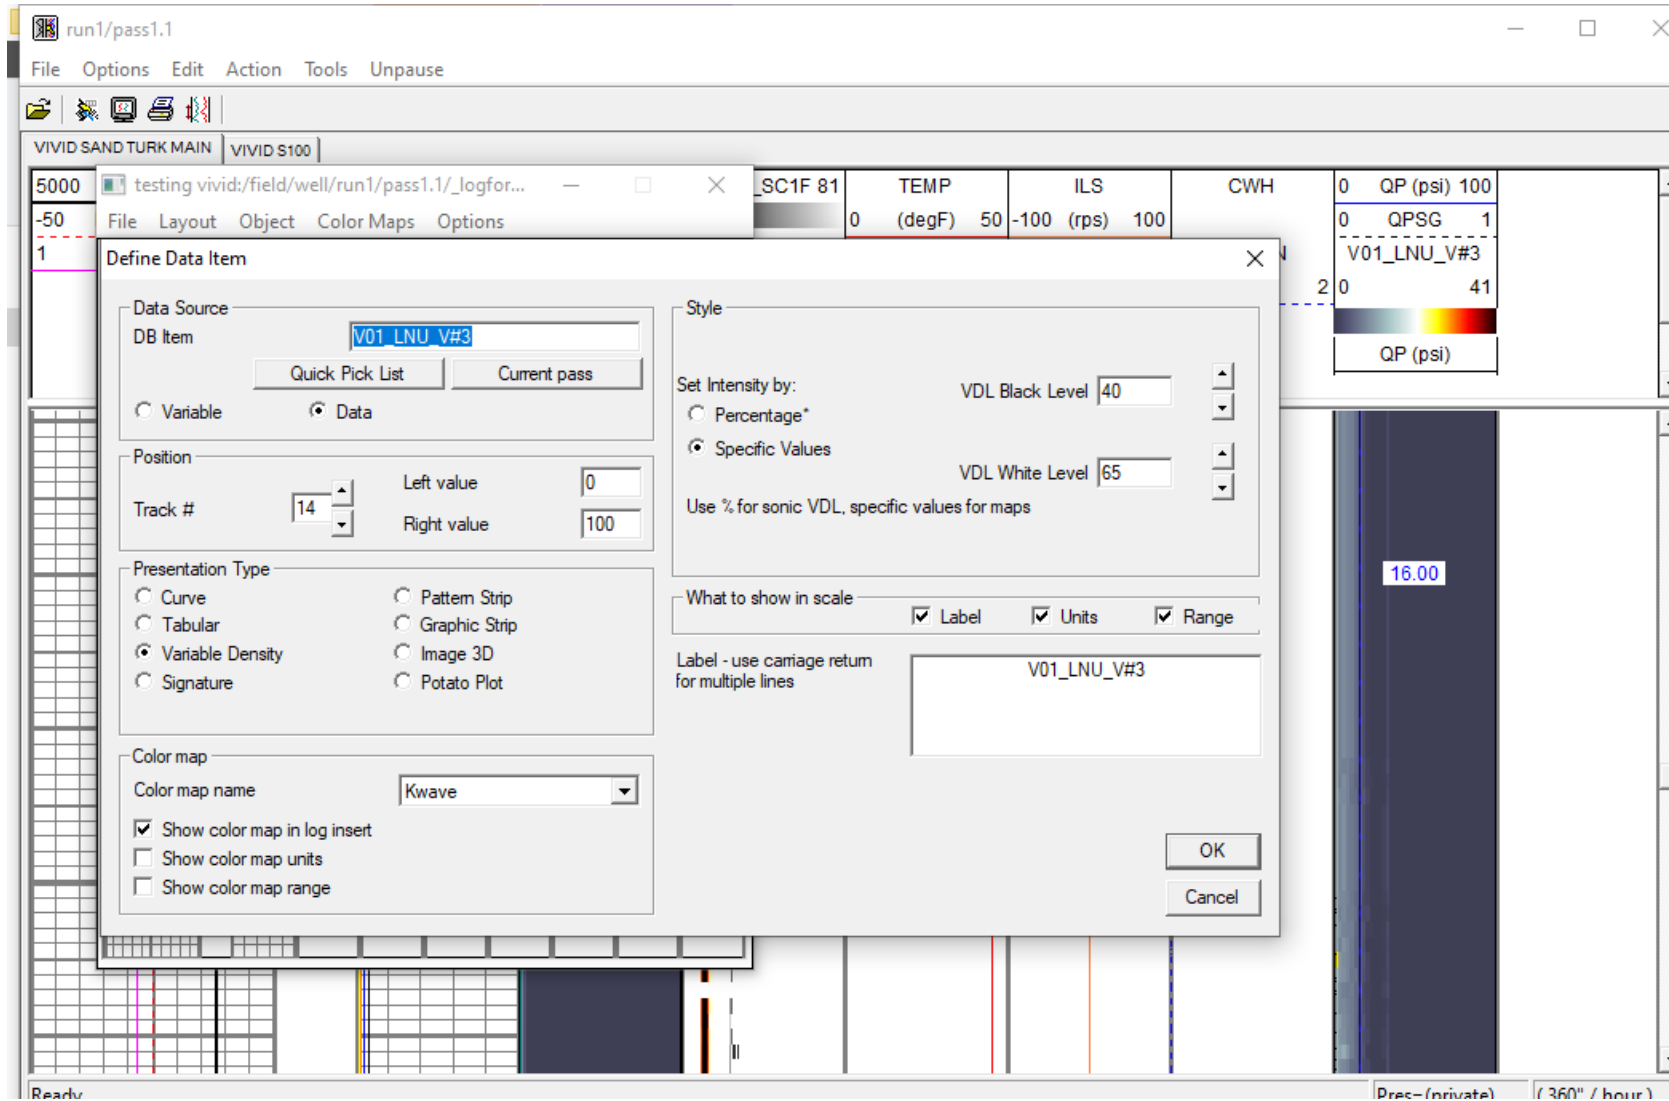 run1/pass1.1
File Options Edit Action Tools Unpause
VIVID SAND TURK MAIN VIVID S100
5000
-50
1
testing vivid:/field/well/run1/pass1.1/_logfor...
File Layout Object Color Maps Options
_SC1F 81 TEMP ILS CWH 0 QP (psi) 100
0 (degF) 50 -100 (rps) 100 0 QPSG 1
V01_LNU_V#3
2 0 41
QP (psi)
Define Data Item
Data Source
DB Item V01_LNU_V#3
Quick Pick List Current pass
Variable Data
Position
Track # 14
Left value 0
Right value 100
Presentation Type
Curve Pattern Strip
Tabular Graphic Strip
Variable Density Image 3D
Signature Potato Plot
Color map
Color map name Kwave
Show color map in log insert
Show color map units
Show color map range
Style
Set Intensity by:
Percentage*
Specific Values
VDL Black Level 40
VDL White Level 65
Use % for sonic VDL, specific values for maps
What to show in scale
Label Units Range
Label - use carriage return
for multiple lines
V01_LNU_V#3
OK
Cancel
16.00
Ready Pres=(private) ( 360" / hour )